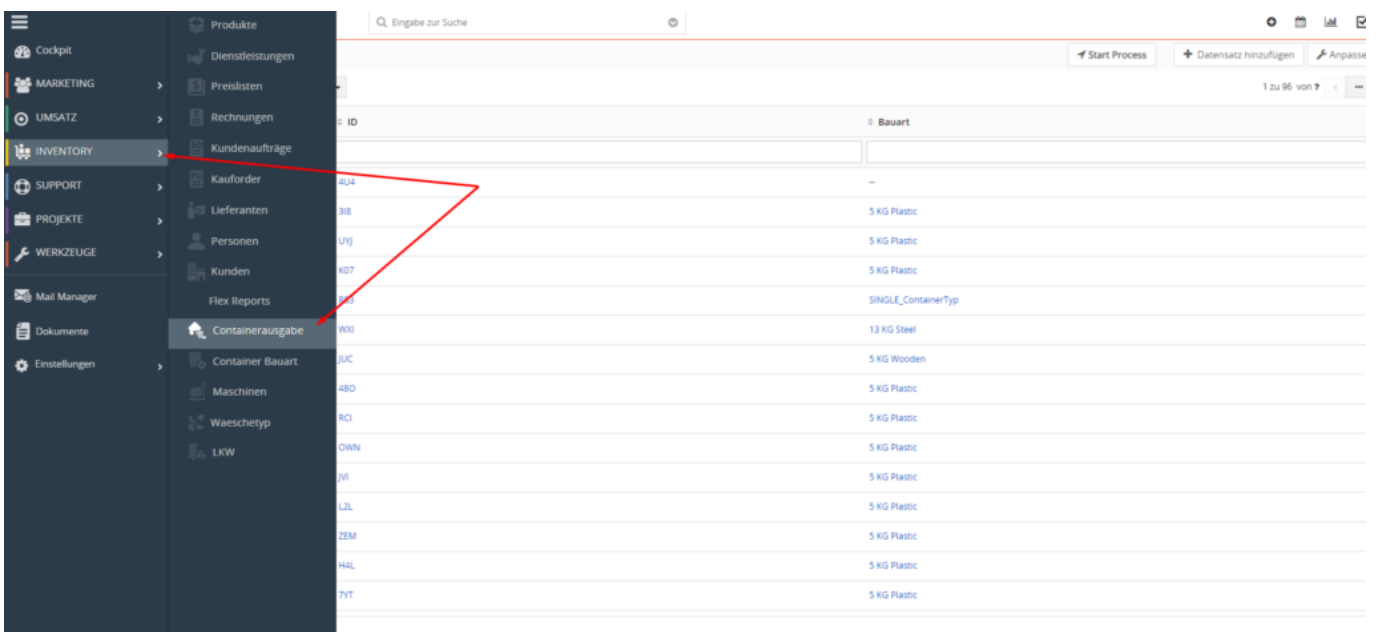 Eingabe zur Suche
Cockpit
MARKETING
UMSATZ
INVENTORY
SUPPORT
PROJEKTE
WERKZEUGE
Mail Manager
Dokumente
Einstellungen
Produkte
Dienstleistungen
Preislisten
Rechnungen
Kundenaufträge
Kauforder
Lieferanten
Personen
Kunden
Flex Reports
Containerausgabe
Container Bauart
Maschinen
Waeschetyp
LKW
Start Process + Datensatz hinzufügen Anpasse
1 zu 96 von ?
ID Bauart
4U4 --
3I8 5 KG Plastic
UYJ 5 KG Plastic
K07 5 KG Plastic
SINGLE_ContainerTyp
WXI 13 KG Steel
JUC 5 KG Wooden
4BO 5 KG Plastic
RCI 5 KG Plastic
OWN 5 KG Plastic
JVI 5 KG Plastic
L2L 5 KG Plastic
ZEM 5 KG Plastic
H4L 5 KG Plastic
7YT 5 KG Plastic